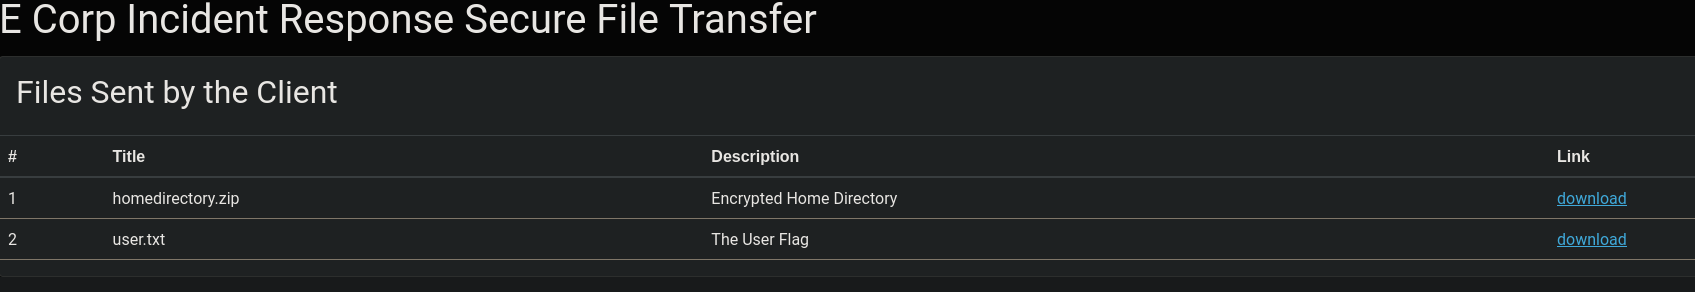 E Corp Incident Response Secure File Transfer
Files Sent by the Client
# Title Description Link
1 homedirectory.zip Encrypted Home Directory download
2 user.txt The User Flag download